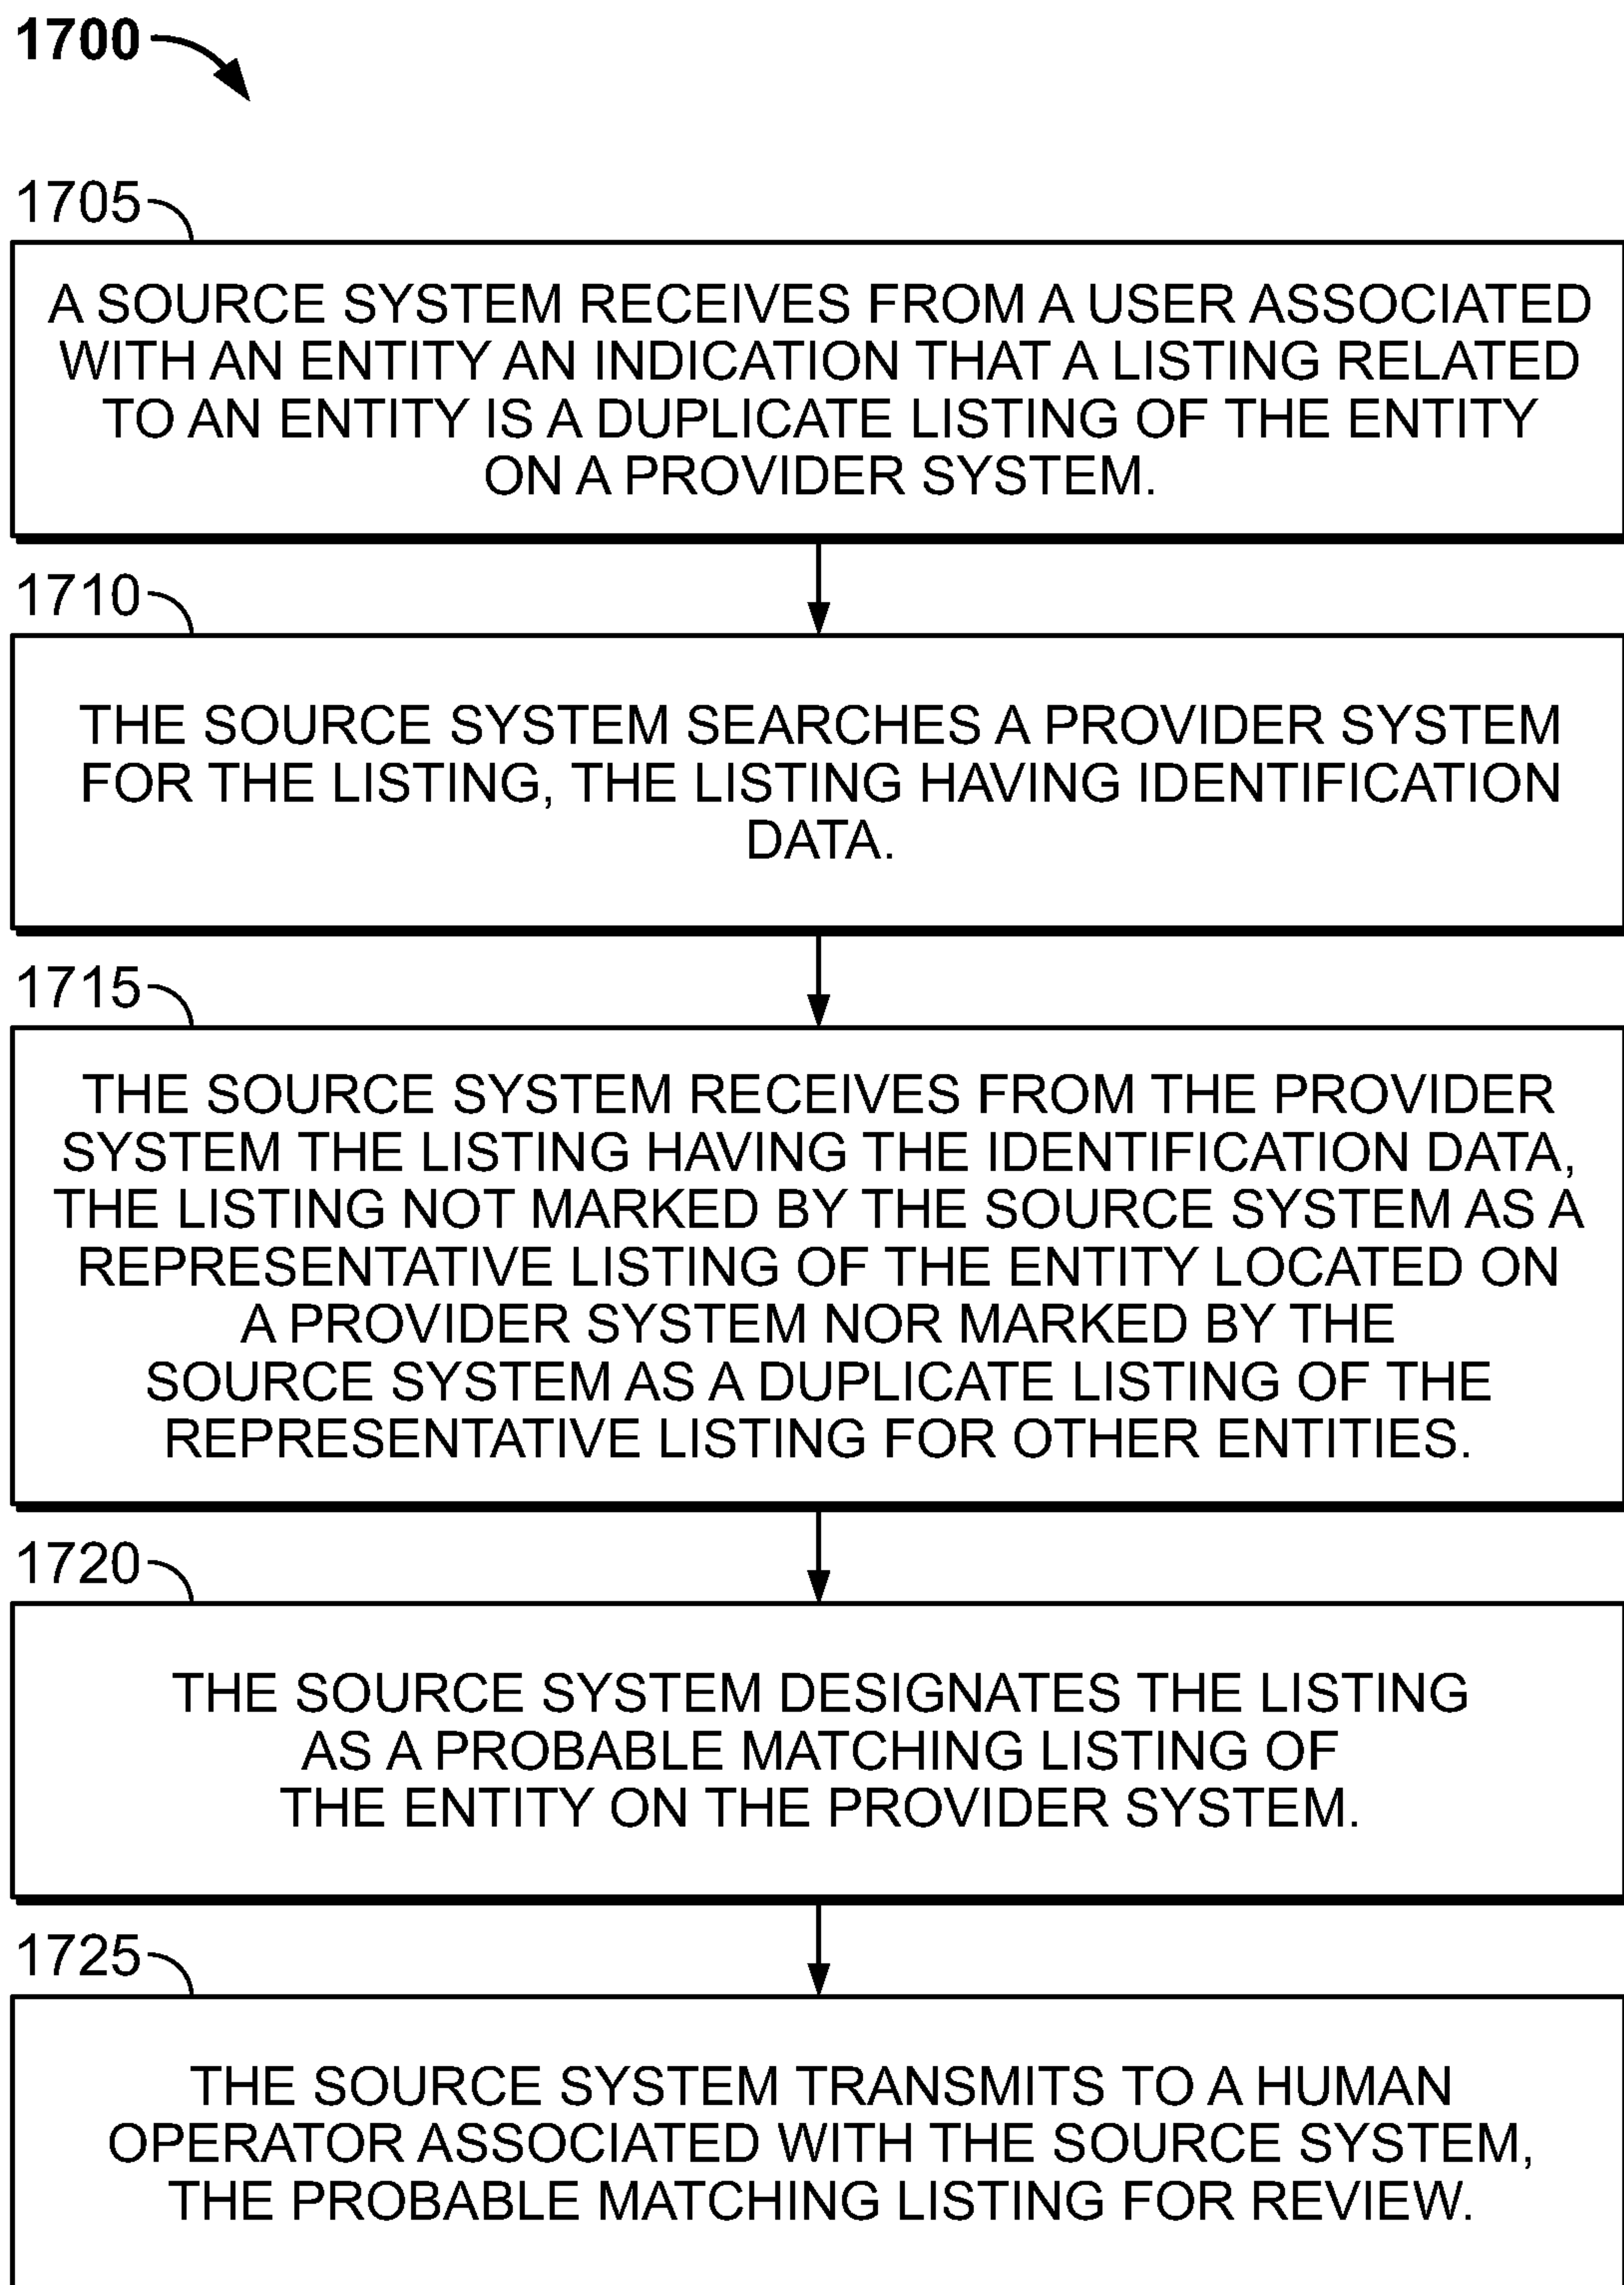 1700
1705
A SOURCE SYSTEM RECEIVES FROM A USER ASSOCIATED
WITH AN ENTITY AN INDICATION THAT A LISTING RELATED
TO AN ENTITY IS A DUPLICATE LISTING OF THE ENTITY
ON A PROVIDER SYSTEM.
1710
THE SOURCE SYSTEM SEARCHES A PROVIDER SYSTEM
FOR THE LISTING, THE LISTING HAVING IDENTIFICATION
DATA.
1715
THE SOURCE SYSTEM RECEIVES FROM THE PROVIDER
SYSTEM THE LISTING HAVING THE IDENTIFICATION DATA,
THE LISTING NOT MARKED BY THE SOURCE SYSTEM AS A
REPRESENTATIVE LISTING OF THE ENTITY LOCATED ON
A PROVIDER SYSTEM NOR MARKED BY THE
SOURCE SYSTEM AS A DUPLICATE LISTING OF THE
REPRESENTATIVE LISTING FOR OTHER ENTITIES.
1720
THE SOURCE SYSTEM DESIGNATES THE LISTING
AS A PROBABLE MATCHING LISTING OF
THE ENTITY ON THE PROVIDER SYSTEM.
1725
THE SOURCE SYSTEM TRANSMITS TO A HUMAN
OPERATOR ASSOCIATED WITH THE SOURCE SYSTEM,
THE PROBABLE MATCHING LISTING FOR REVIEW.